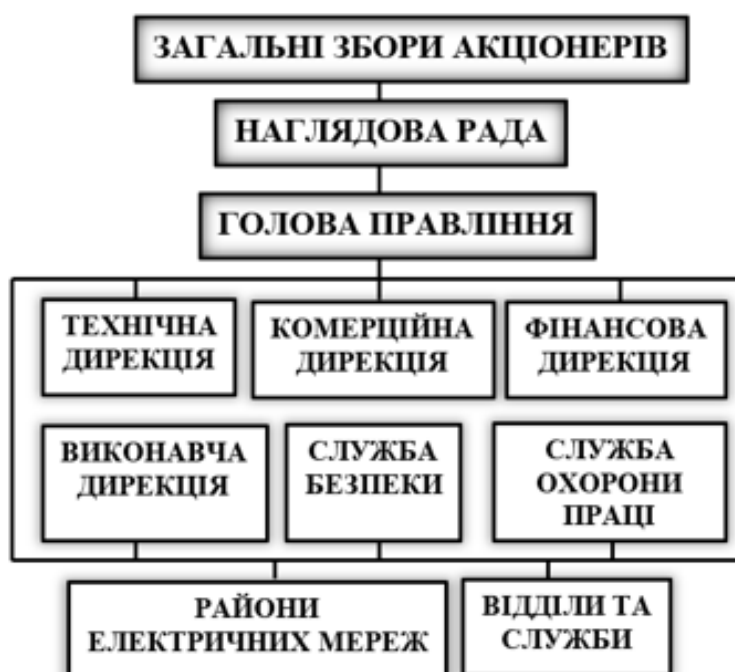 ЗАГАЛЬНІ ЗБОРИ АКЦІОНЕРІВ
НАГЛЯДОВА РАДА
ГОЛОВА ПРАВЛІННЯ
ТЕХНІЧНА
ДИРЕКЦІЯ
КОМЕРЦІЙНА
ДИРЕКЦІЯ
ФІНАНСОВА
ДИРЕКЦІЯ
ВИКОНАВЧА
ДИРЕКЦІЯ
СЛУЖБА
БЕЗПЕКИ
СЛУЖБА
ОХОРОНИ
ПРАЦІ
РАЙОНИ
ЕЛЕКТРИЧНИХ МЕРЕЖ
ВІДДІЛИ ТА
СЛУЖБИ